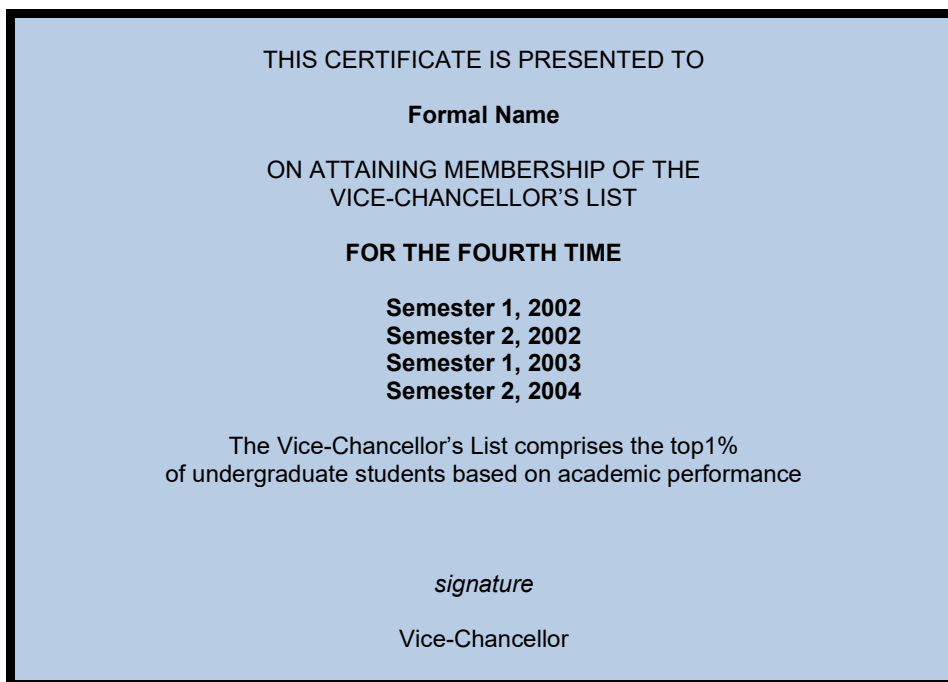 THIS CERTIFICATE IS PRESENTED TO
Formal Name
ON ATTAINING MEMBERSHIP OF THE
VICE-CHANCELLOR’S LIST
FOR THE FOURTH TIME
Semester 1, 2002
Semester 2, 2002
Semester 1, 2003
Semester 2, 2004
The Vice-Chancellor’s List comprises the top1%
of undergraduate students based on academic performance
signature
Vice-Chancellor